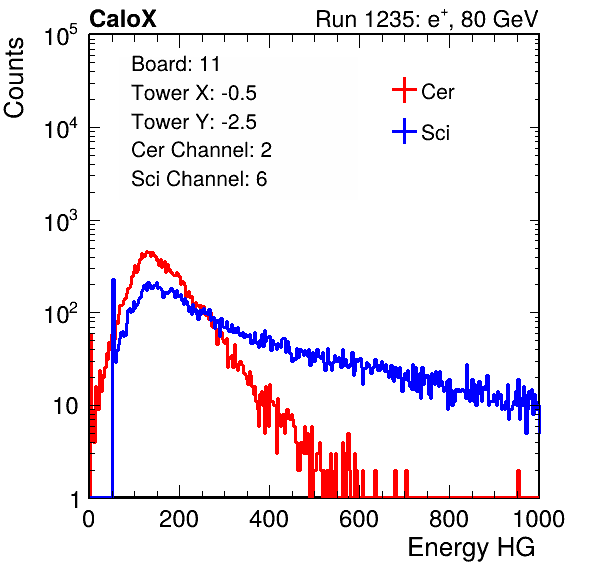 CaloX Run 1235: e⁺, 80 GeV
Counts
10⁵
10⁴
10³
10²
10
1
Board: 11
Tower X: -0.5
Tower Y: -2.5
Cer Channel: 2
Sci Channel: 6
Cer
Sci
0 200 400 600 800 1000
Energy HG